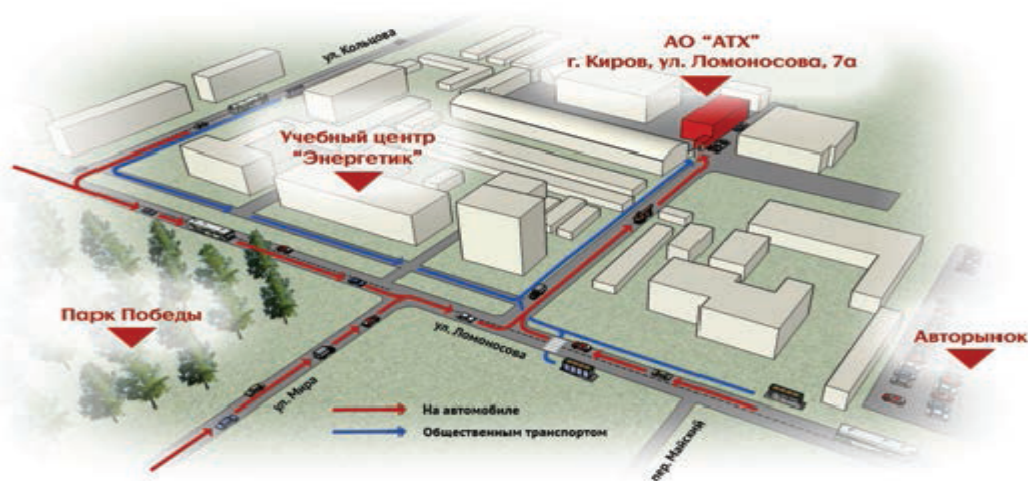 ул. Кольцова
АО "АТХ"
г. Киров, ул. Ломоносова, 7а
Учебный центр
"Энергетик"
Парк Победы
ул. Ломоносова
Авторынок
ул. Мира
На автомобиле
Общественным транспортом
пер. Майский